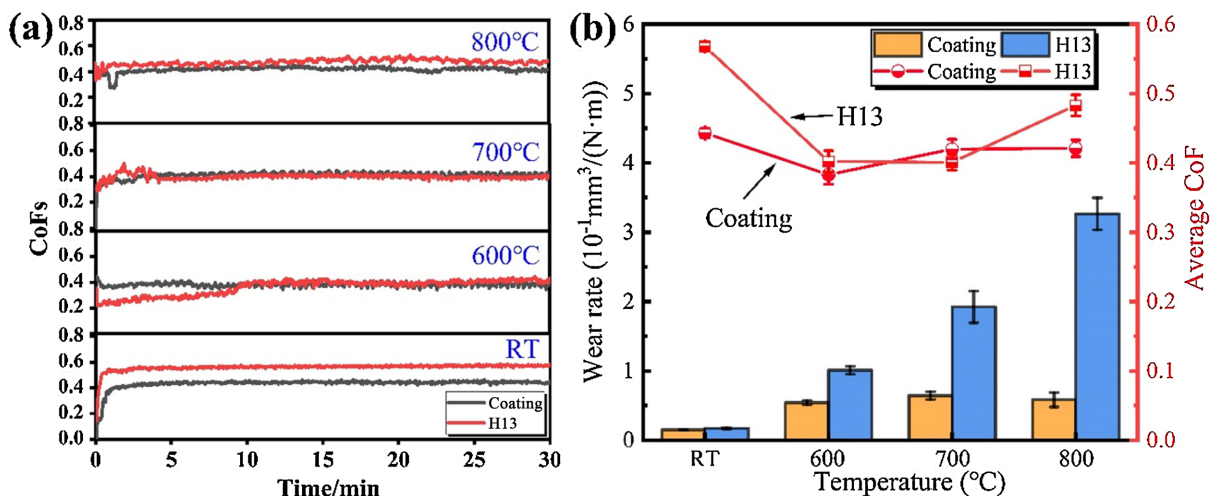 (a)
CoFs
0.8
0.6
0.4
0.2
800°C
0.8
0.6
0.4
0.2
700°C
0.8
0.6
0.4
0.2
600°C
0.8
0.6
0.4
0.2
0.0
RT
Coating
H13
0 5 10 15 20 25 30
Time/min
(b)
Wear rate (10⁻¹mm³/(N·m))
6
5
4
3
2
1
0
Coating H13
Coating H13
H13
Coating
RT 600 700 800
Temperature (°C)
0.6
0.5
0.4
0.3
0.2
0.1
0.0
Average CoF